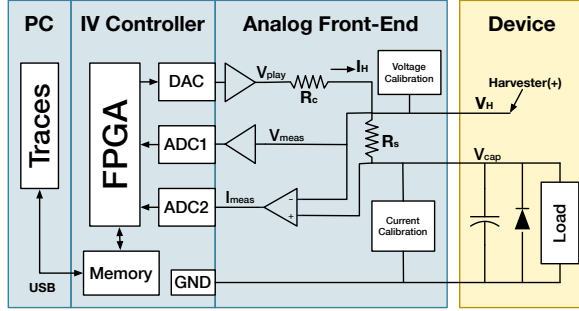 PC
IV Controller
Analog Front-End
Device
Traces
FPGA
DAC
ADC1
ADC2
Memory
GND
USB
Vplay
Rc
IH
Voltage
Calibration
Harvester(+)
VH
Vmeas
Rs
Vcap
Imeas
-
+
Current
Calibration
Load